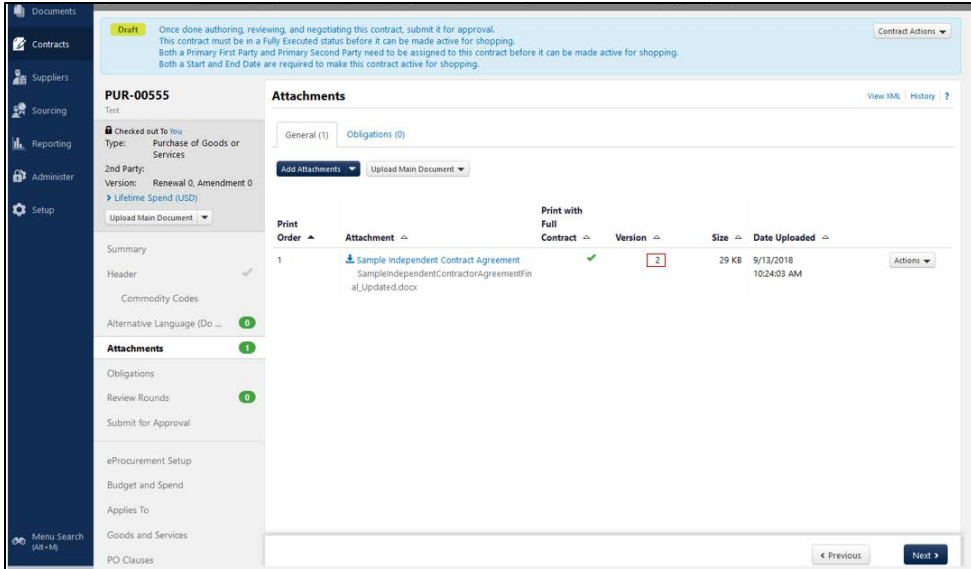 Documents
Contracts
Suppliers
Sourcing
Reporting
Administer
Setup
Menu Search
(Alt+M)
Draft
Once done authoring, reviewing, and negotiating this contract, submit it for approval.
This contract must be in a Fully Executed status before it can be made active for shopping.
Both a Primary First Party and Primary Second Party need to be assigned to this contract before it can be made active for shopping.
Both a Start and End Date are required to make this contract active for shopping.
Contract Actions
PUR-00555
Test
Checked out To You
Type: Purchase of Goods or
Services
2nd Party:
Version: Renewal 0, Amendment 0
> Lifetime Spend (USD)
Upload Main Document
Summary
Header
Commodity Codes
Alternative Language (Do ... 0
Attachments 1
Obligations
Review Rounds 0
Submit for Approval
eProcurement Setup
Budget and Spend
Applies To
Goods and Services
PO Clauses
Attachments
View XML | History | ?
General (1) Obligations (0)
Add Attachments Upload Main Document
Print
Order Attachment Print with
Full
Contract Version Size Date Uploaded
1 Sample Independent Contract Agreement 2 29 KB 9/13/2018 Actions
SampleIndependentContractorAgreementFin 10:24:03 AM
al_Updated.docx
< Previous Next >